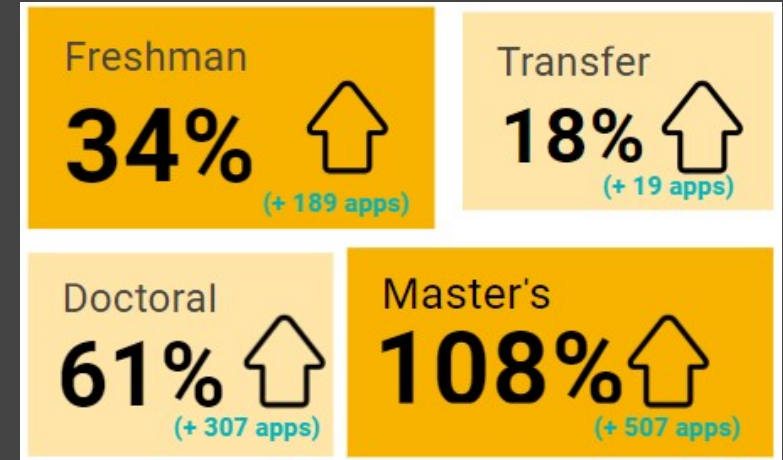 Freshman
34%
(+ 189 apps)
Transfer
18%
(+ 19 apps)
Doctoral
61%
(+ 307 apps)
Master's
108%
(+ 507 apps)